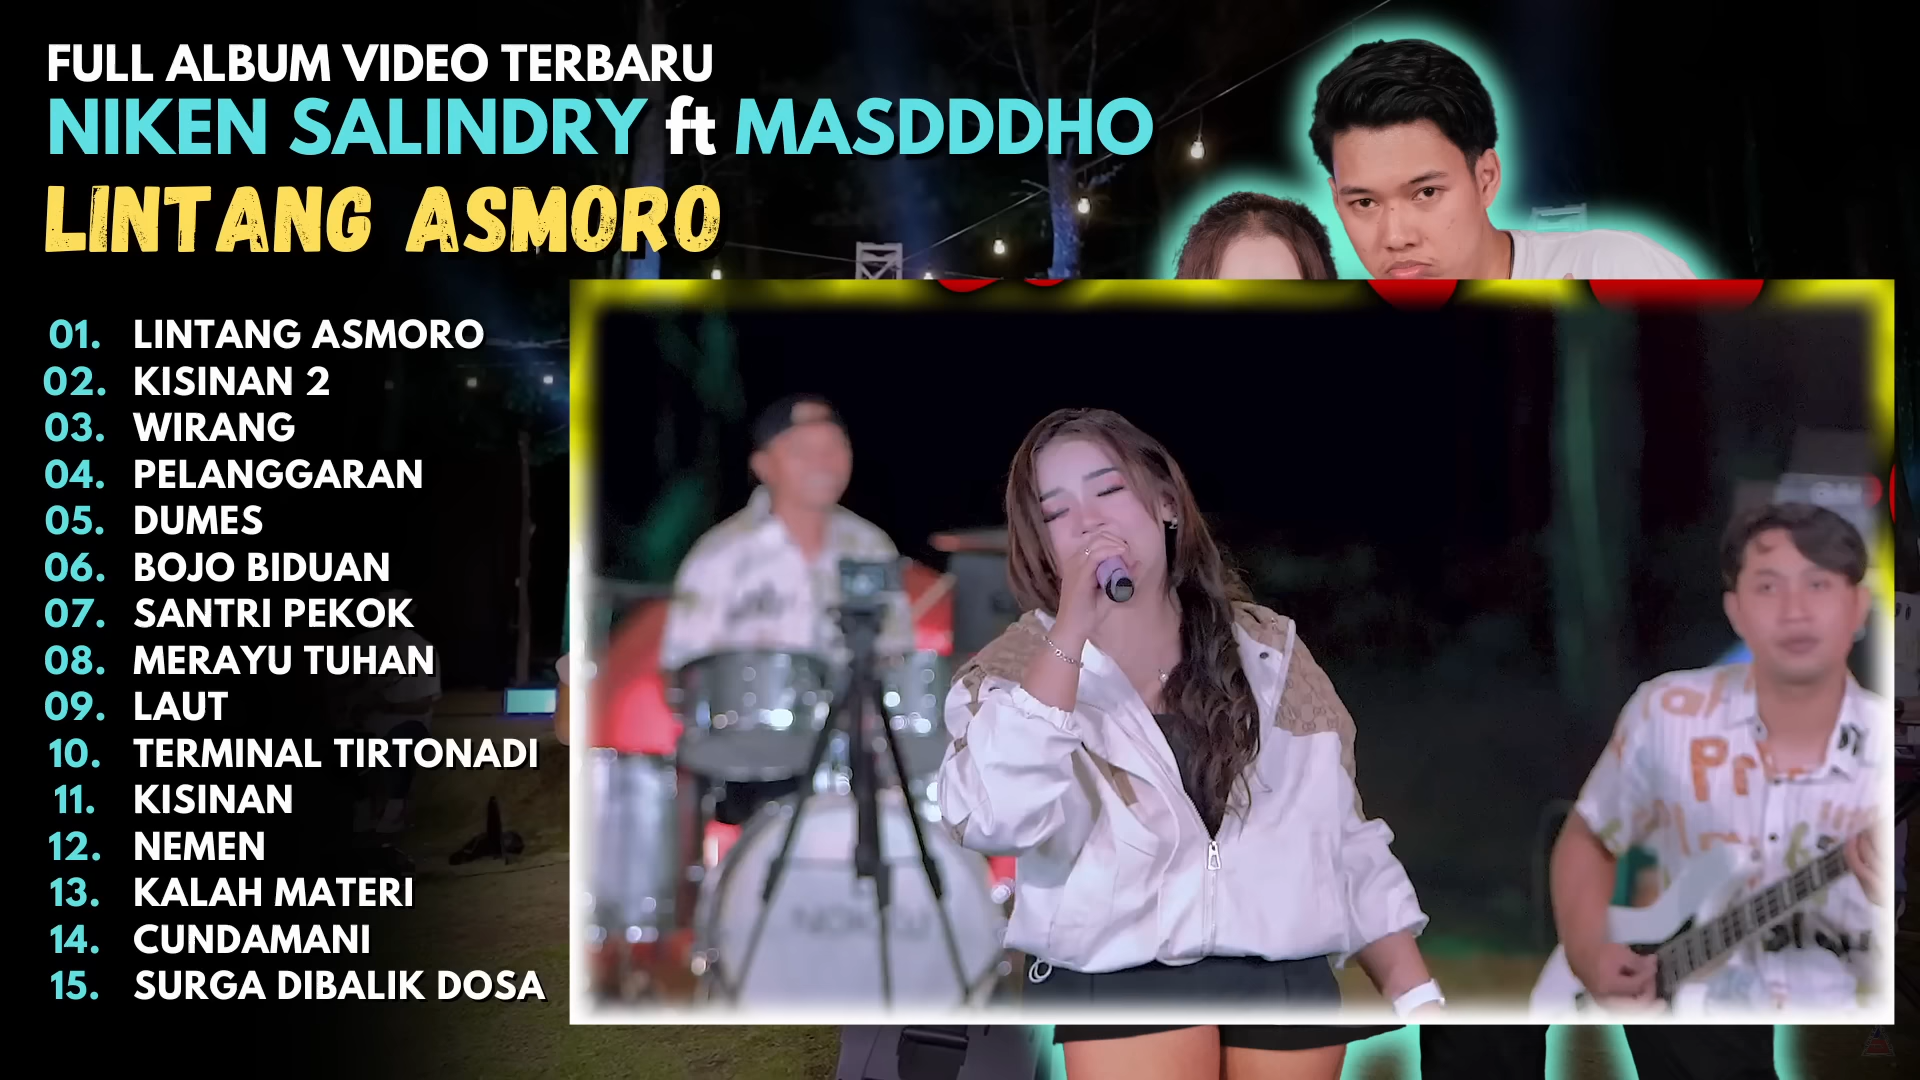 FULL ALBUM VIDEO TERBARU
NIKEN SALINDRY ft MASDDDHO
LINTANG ASMORO
01. LINTANG ASMORO
02. KISINAN 2
03. WIRANG
04. PELANGGARAN
05. DUMES
06. BOJO BIDUAN
07. SANTRI PEKOK
08. MERAYU TUHAN
09. LAUT
10. TERMINAL TIRTONADI
11. KISINAN
12. NEMEN
13. KALAH MATERI
14. CUNDAMANI
15. SURGA DIBALIK DOSA